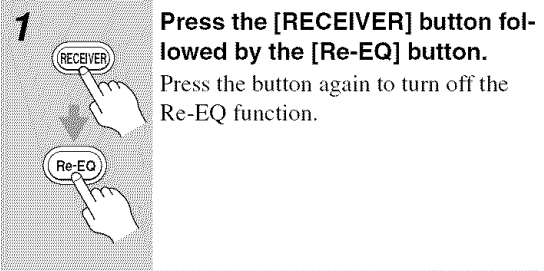 1
RECEIVER
Re-EQ
Press the [RECEIVER] button fol-
lowed by the [Re-EQ] button.
Press the button again to turn off the
Re-EQ function.